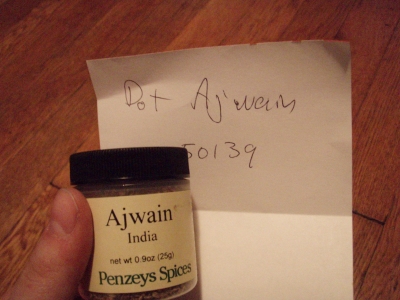 Dot Ajwain
50139
Ajwain
India
net wt 0.9oz (25g)
Penzeys Spices